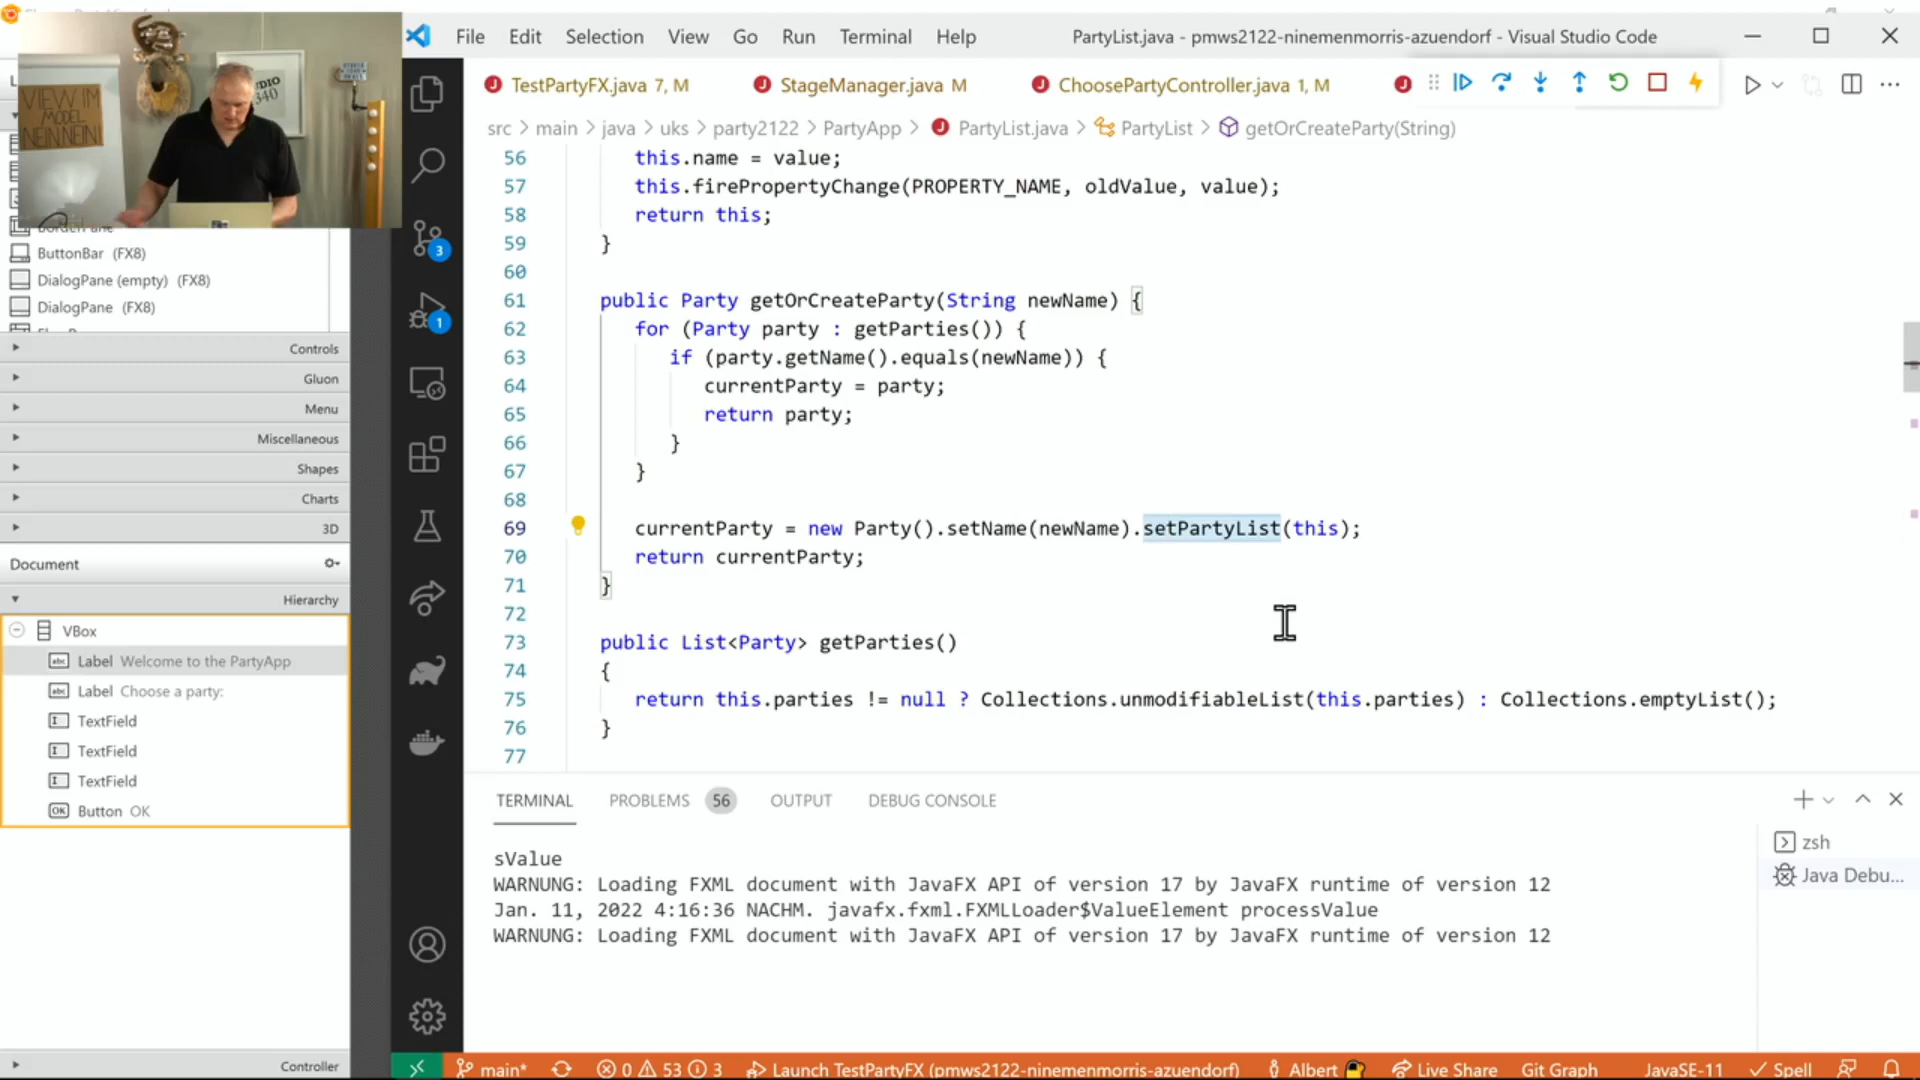 File Edit Selection View Go Run Terminal Help PartyList.java - pmws2122-ninemenmorris-azuendorf - Visual Studio Code
TestPartyFX.java 7, M StageManager.java M ChoosePartyController.java 1, M
src > main > java > uks > party2122 > PartyApp > PartyList.java > PartyList > getOrCreateParty(String)
VIEW IM
MODEL
NEIN NEIN!
STUDIO
340
ButtonBar (FX8)
DialogPane (empty) (FX8)
DialogPane (FX8)
Controls
Gluon
Menu
Miscellaneous
Shapes
Charts
3D
Document
Hierarchy
VBox
Label Welcome to the PartyApp
Label Choose a party:
TextField
TextField
TextField
OK Button OK
Controller
3
1
56 this.name = value;
57 this.firePropertyChange(PROPERTY_NAME, oldValue, value);
58 return this;
59 }
60
61 public Party getOrCreateParty(String newName) {
62 for (Party party : getParties()) {
63 if (party.getName().equals(newName)) {
64 currentParty = party;
65 return party;
66 }
67 }
68
69 currentParty = new Party().setName(newName).setPartyList(this);
70 return currentParty;
71 }
72
73 public List<Party> getParties()
74 {
75 return this.parties != null ? Collections.unmodifiableList(this.parties) : Collections.emptyList();
76 }
77
TERMINAL PROBLEMS 56 OUTPUT DEBUG CONSOLE
sValue
WARNUNG: Loading FXML document with JavaFX API of version 17 by JavaFX runtime of version 12
Jan. 11, 2022 4:16:36 NACHM. javafx.fxml.FXMLLoader$ValueElement processValue
WARNUNG: Loading FXML document with JavaFX API of version 17 by JavaFX runtime of version 12
zsh
Java Debu...
main* 0 53 3 Launch TestPartyFX (pmws2122-ninemenmorris-azuendorf) Albert Live Share Git Graph JavaSE-11 Spell